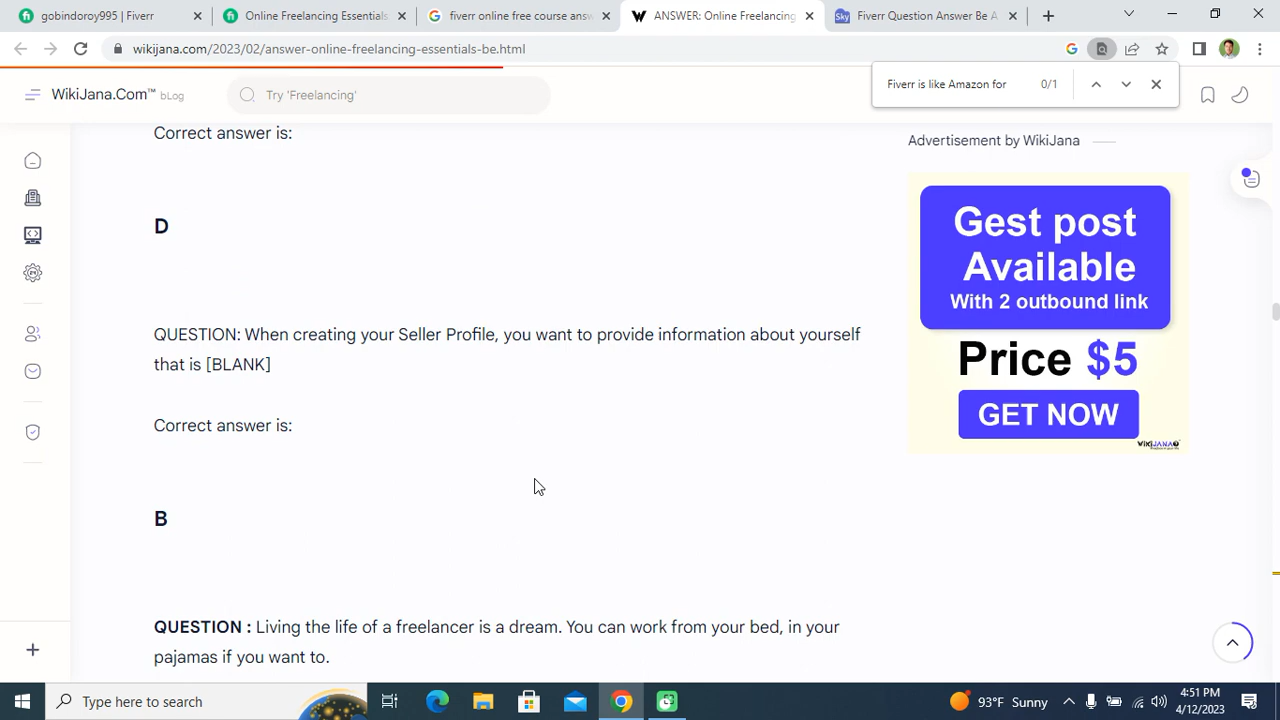 gobindoroy995 | Fiverr
Online Freelancing Essentials
fiverr online free course answ
ANSWER: Online Freelancing
Fiverr Question Answer Be A
wikijana.com/2023/02/answer-online-freelancing-essentials-be.html
Fiverr is like Amazon for
0/1
WikiJana.Com™ bLog
Try 'Freelancing'
Correct answer is:
Advertisement by WikiJana
D
Gest post
Available
With 2 outbound link
Price $5
GET NOW
WikiJANA
QUESTION: When creating your Seller Profile, you want to provide information about yourself
that is [BLANK]
Correct answer is:
B
QUESTION : Living the life of a freelancer is a dream. You can work from your bed, in your
pajamas if you want to.
Type here to search
93°F Sunny
4:51 PM
4/12/2023